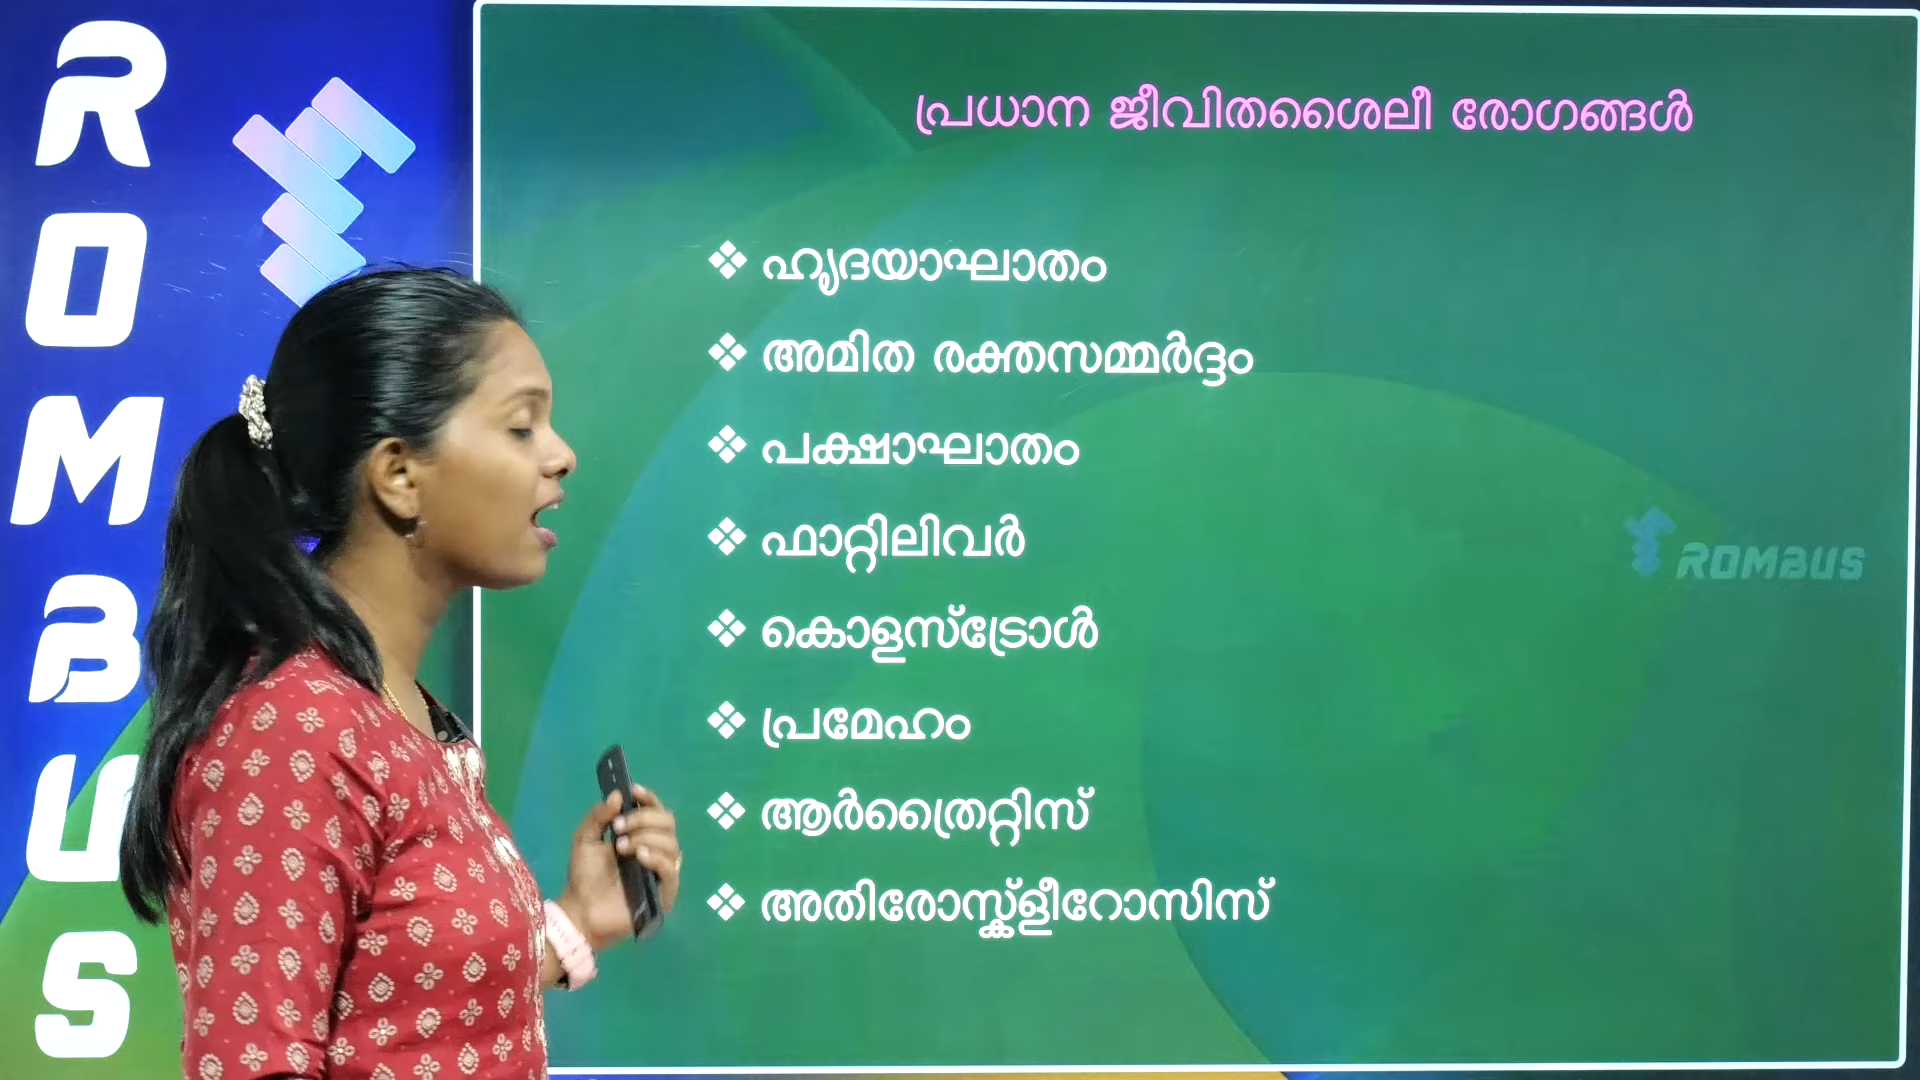 ROMBUS
പ്രധാന ജീവിതശൈലീ രോഗങ്ങൾ
❖ ഹൃദയാഘാതം
❖ അമിത രക്തസമ്മർദ്ദം
❖ പക്ഷാഘാതം
❖ ഫാറ്റിലിവർ
❖ കൊളസ്ട്രോൾ
❖ പ്രമേഹം
❖ ആർത്രൈറ്റിസ്
❖ അതിരോസ്ക്ളീറോസിസ്
ROMBUS